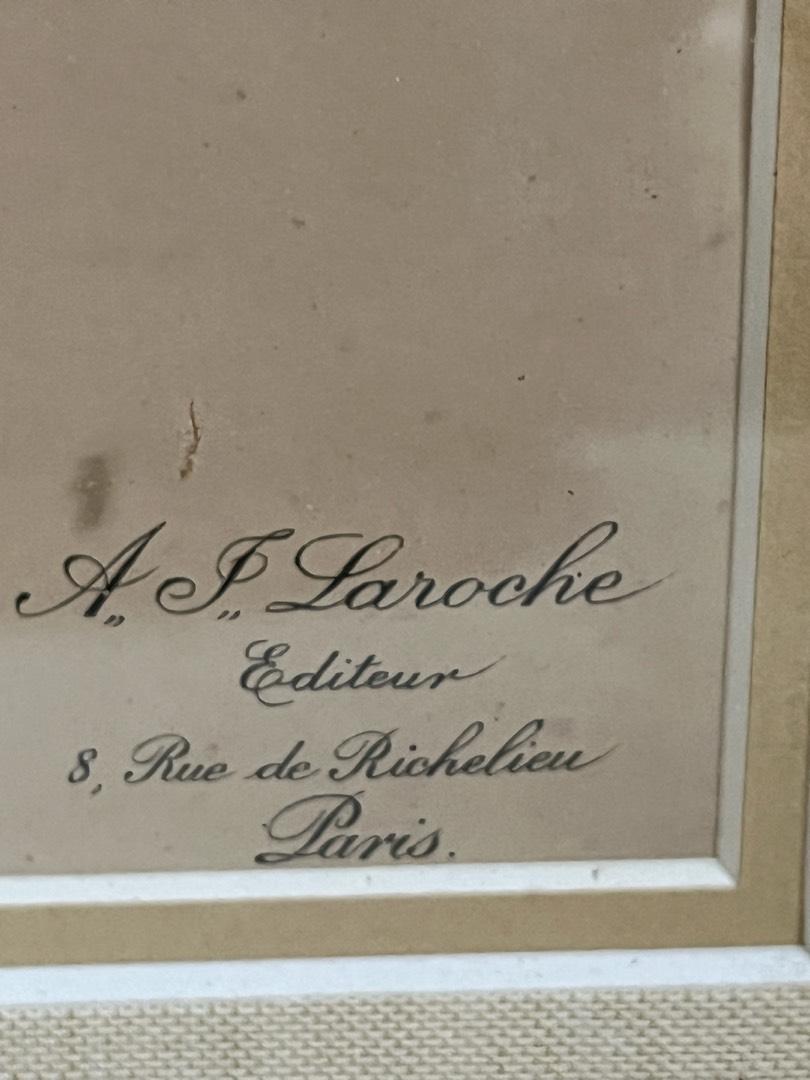 A„ J„ Laroche
Editeur
8, Rue de Richelieu
Paris.